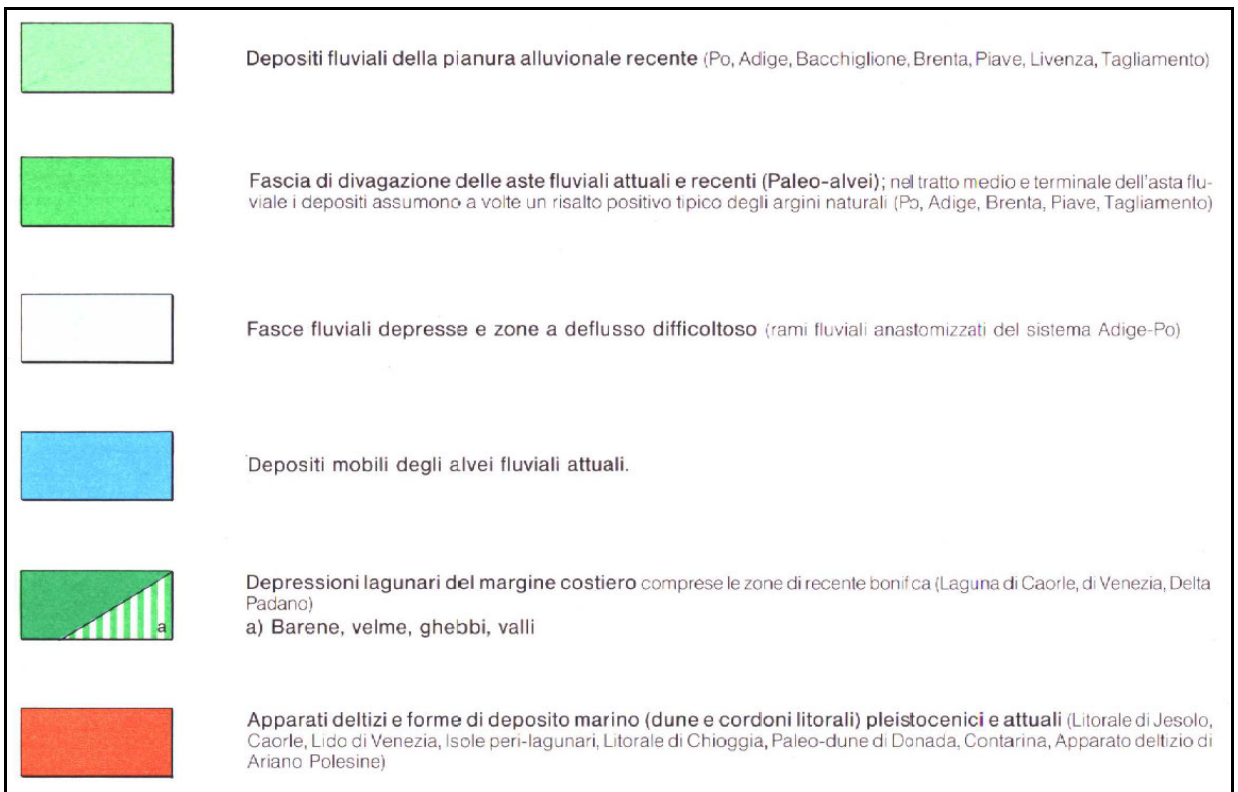 Depositi fluviali della pianura alluvionale recente (Po, Adige, Bacchiglione, Brenta, Piave, Livenza, Tagliamento)
Fascia di divagazione delle aste fluviali attuali e recenti (Paleo-alvei); nel tratto medio e terminale dell'asta flu-
viale i depositi assumono a volte un risalto positivo tipico degli argini naturali (Po, Adige, Brenta, Piave, Tagliamento)
Fasce fluviali depresse e zone a deflusso difficoltoso (rami fluviali anastomizzati del sistema Adige-Po)
Depositi mobili degli alvei fluviali attuali.
Depressioni lagunari del margine costiero comprese le zone di recente bonifca (Laguna di Caorle, di Venezia, Delta
Padano)
a
a) Barene, velme, ghebbi, valli
Apparati deltizi e forme di deposito marino (dune e cordoni litorali) pleistocenici e attuali (Litorale di Jesolo,
Caorle, Lido di Venezia, Isole peri-lagunari, Litorale di Chioggia, Paleo-dune di Donada, Contarina, Apparato deltizio di
Ariano Polesine)